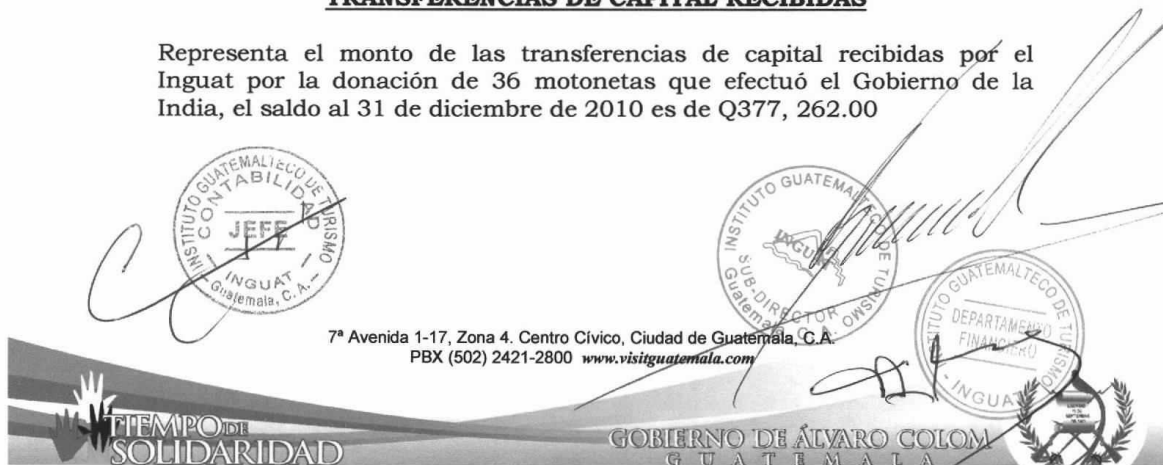 TRANSFERENCIAS DE CAPITAL RECIBIDAS
Representa el monto de las transferencias de capital recibidas por el
Inguat por la donación de 36 motonetas que efectuó el Gobierno de la
India, el saldo al 31 de diciembre de 2010 es de Q377, 262.00
INSTITUTO GUATEMALTECO DE TURISMO
CONTABILIDAD
JEFE
- INGUAT -
Guatemala, C. A.
INSTITUTO GUATEMALTECO DE TURISMO
INGUAT
SUB-DIRECTOR
Guatemala, C. A.
INSTITUTO GUATEMALTECO DE TURISMO
DEPARTAMENTO
FINANCIERO
- INGUAT
7ª Avenida 1-17, Zona 4. Centro Cívico, Ciudad de Guatemala, C.A.
PBX (502) 2421-2800 www.visitguatemala.com
TIEMPO DE
SOLIDARIDAD
GOBIERNO DE ÁLVARO COLOM
GUATEMALA